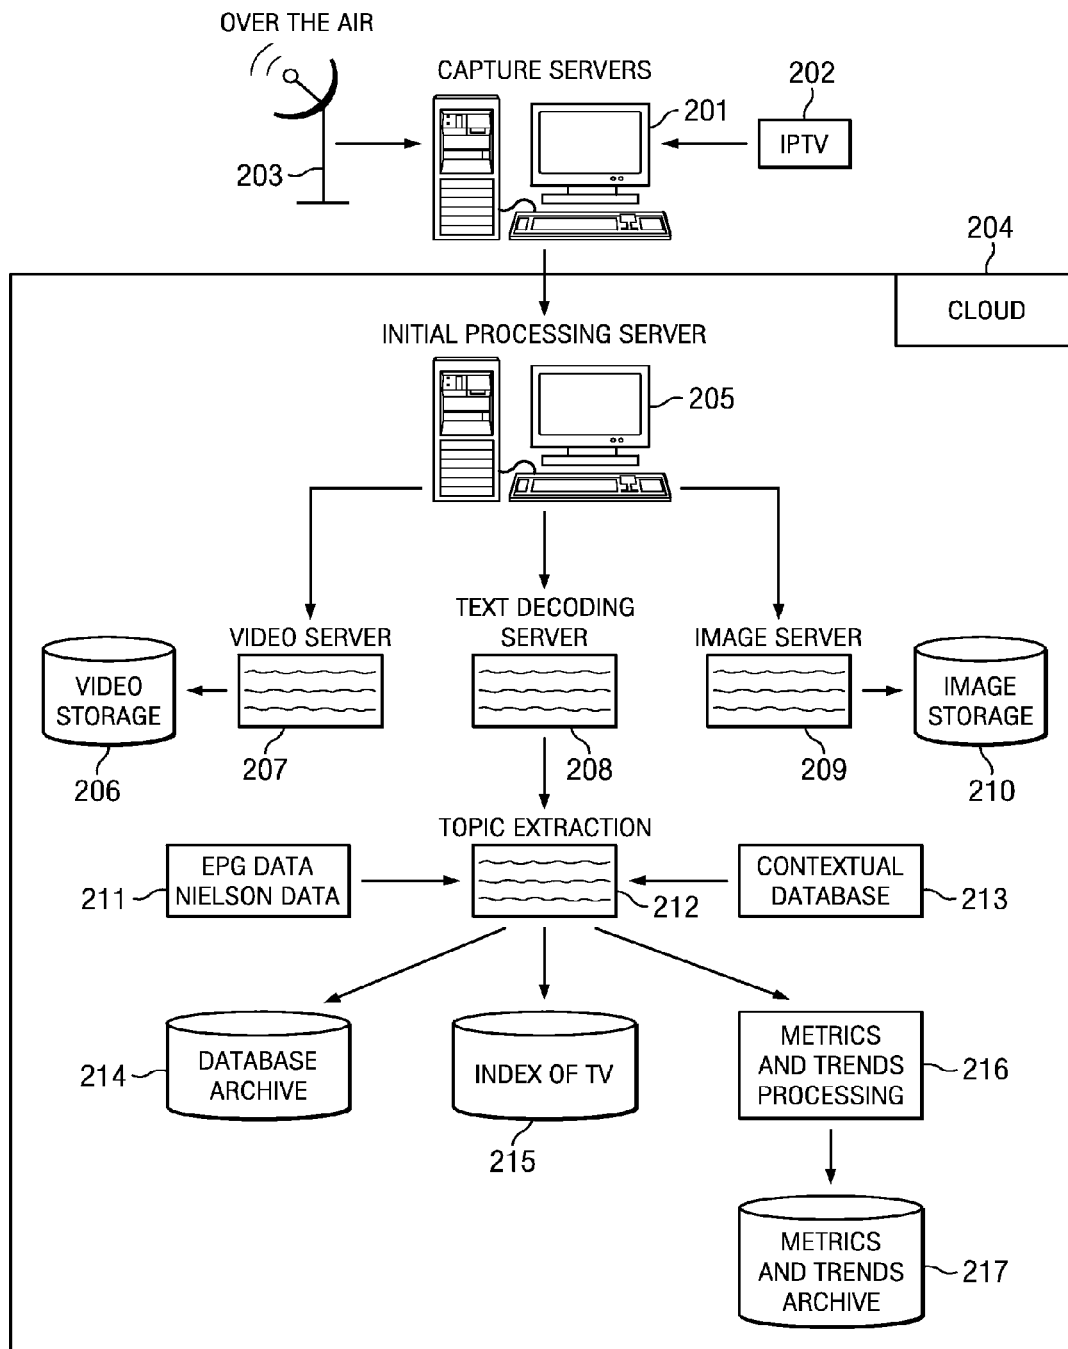 OVER THE AIR
CAPTURE SERVERS
202
201
IPTV
203
204
CLOUD
INITIAL PROCESSING SERVER
205
TEXT DECODING
SERVER
VIDEO SERVER
IMAGE SERVER
VIDEO
STORAGE
IMAGE
STORAGE
206
207
208
209
210
TOPIC EXTRACTION
EPG DATA
NIELSON DATA
CONTEXTUAL
DATABASE
211
212
213
DATABASE
ARCHIVE
214
INDEX OF TV
215
METRICS
AND TRENDS
PROCESSING
216
METRICS
AND TRENDS
ARCHIVE
217